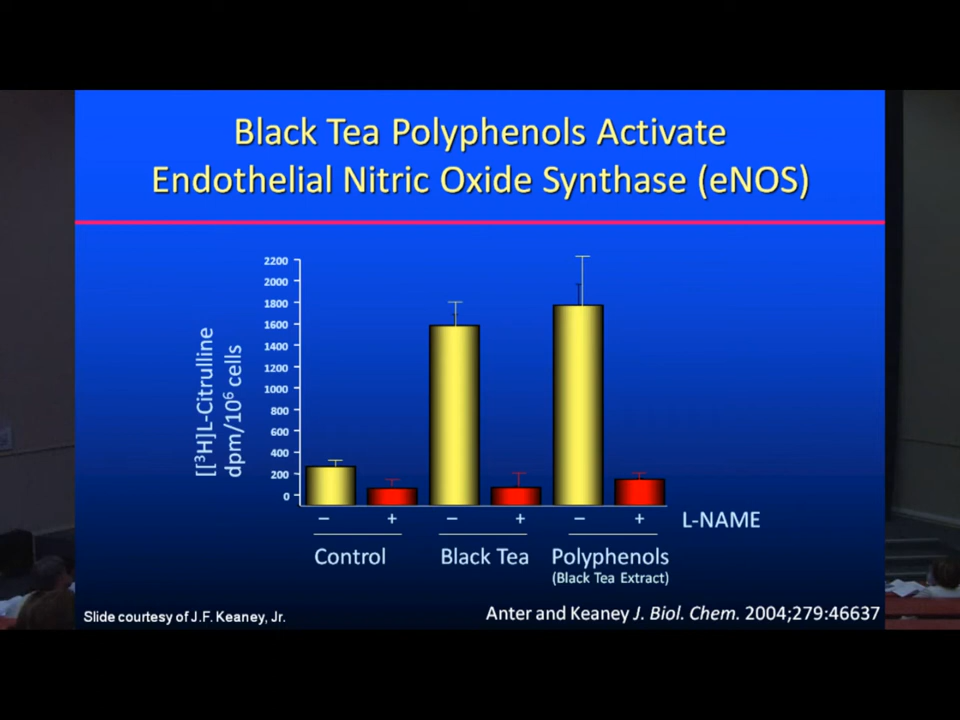 Black Tea Polyphenols Activate
Endothelial Nitric Oxide Synthase (eNOS)
[[³H]L-Citrulline
dpm/10⁶ cells
2200
2000
1800
1600
1400
1200
1000
800
600
400
200
0
– + – + – + L-NAME
Control Black Tea Polyphenols
(Black Tea Extract)
Slide courtesy of J.F. Keaney, Jr.
Anter and Keaney J. Biol. Chem. 2004;279:46637